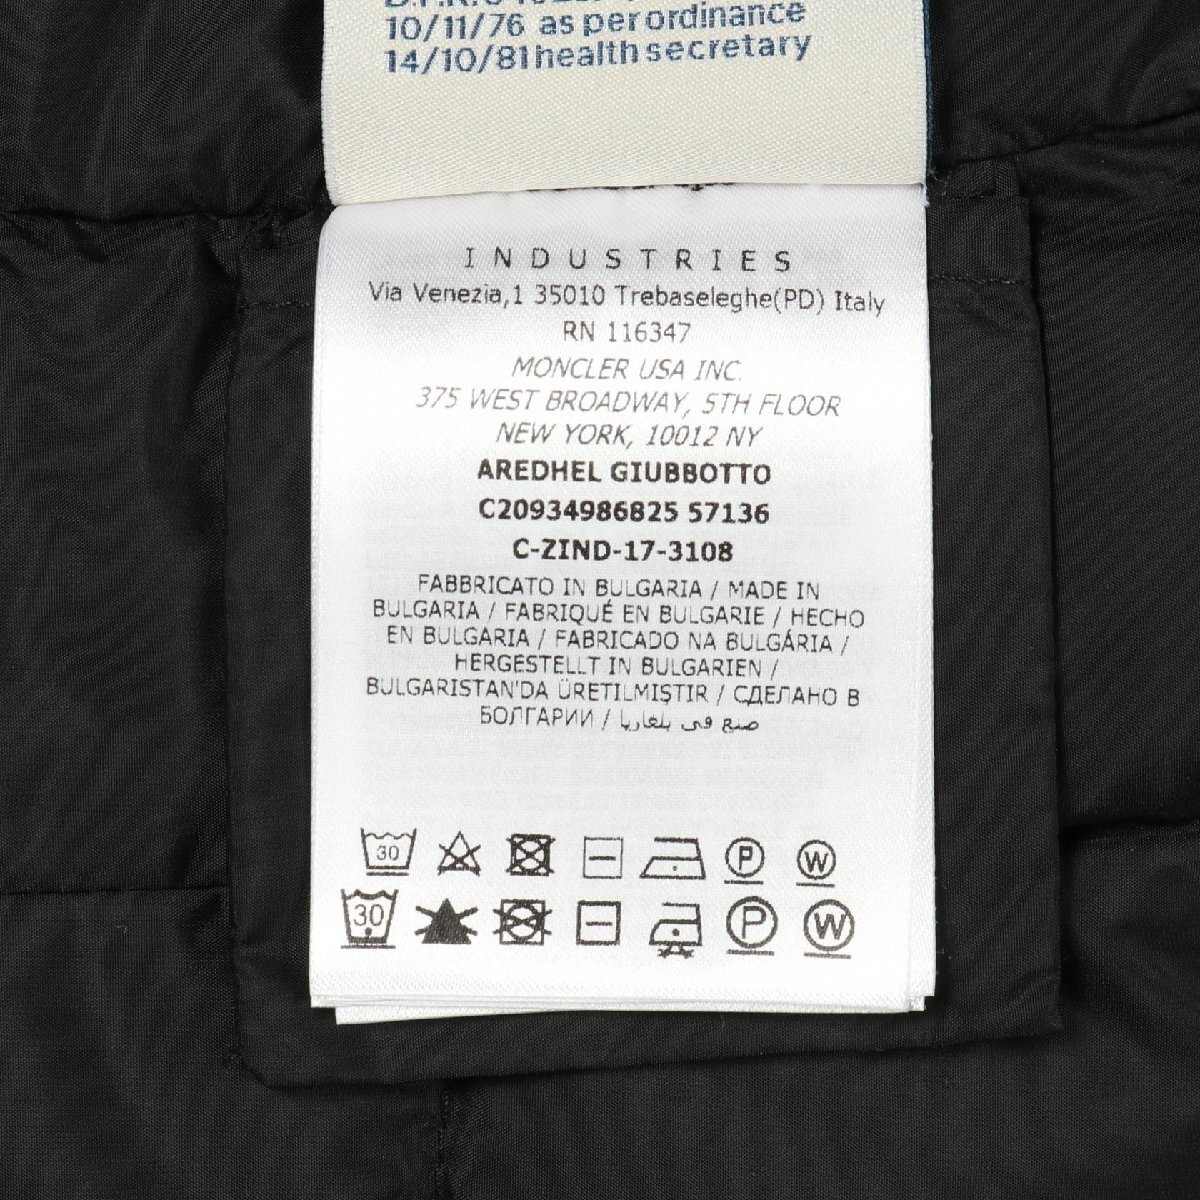 10/11/76 as per ordinance
14/10/81 health secretary
INDUSTRIES
Via Venezia,1 35010 Trebaseleghe(PD) Italy
RN 116347
MONCLER USA INC.
375 WEST BROADWAY, 5TH FLOOR
NEW YORK, 10012 NY
AREDHEL GIUBBOTTO
C20934986825 57136
C-ZIND-17-3108
FABBRICATO IN BULGARIA / MADE IN
BULGARIA / FABRIQUÉ EN BULGARIE / HECHO
EN BULGARIA / FABRICADO NA BULGÁRIA /
HERGESTELLT IN BULGARIEN /
BULGARISTAN'DA ÜRETILMIŞTIR / СДЕЛАНО В
БОЛГАРИИ / صنع في بلغاريا
30 P W
30 P W